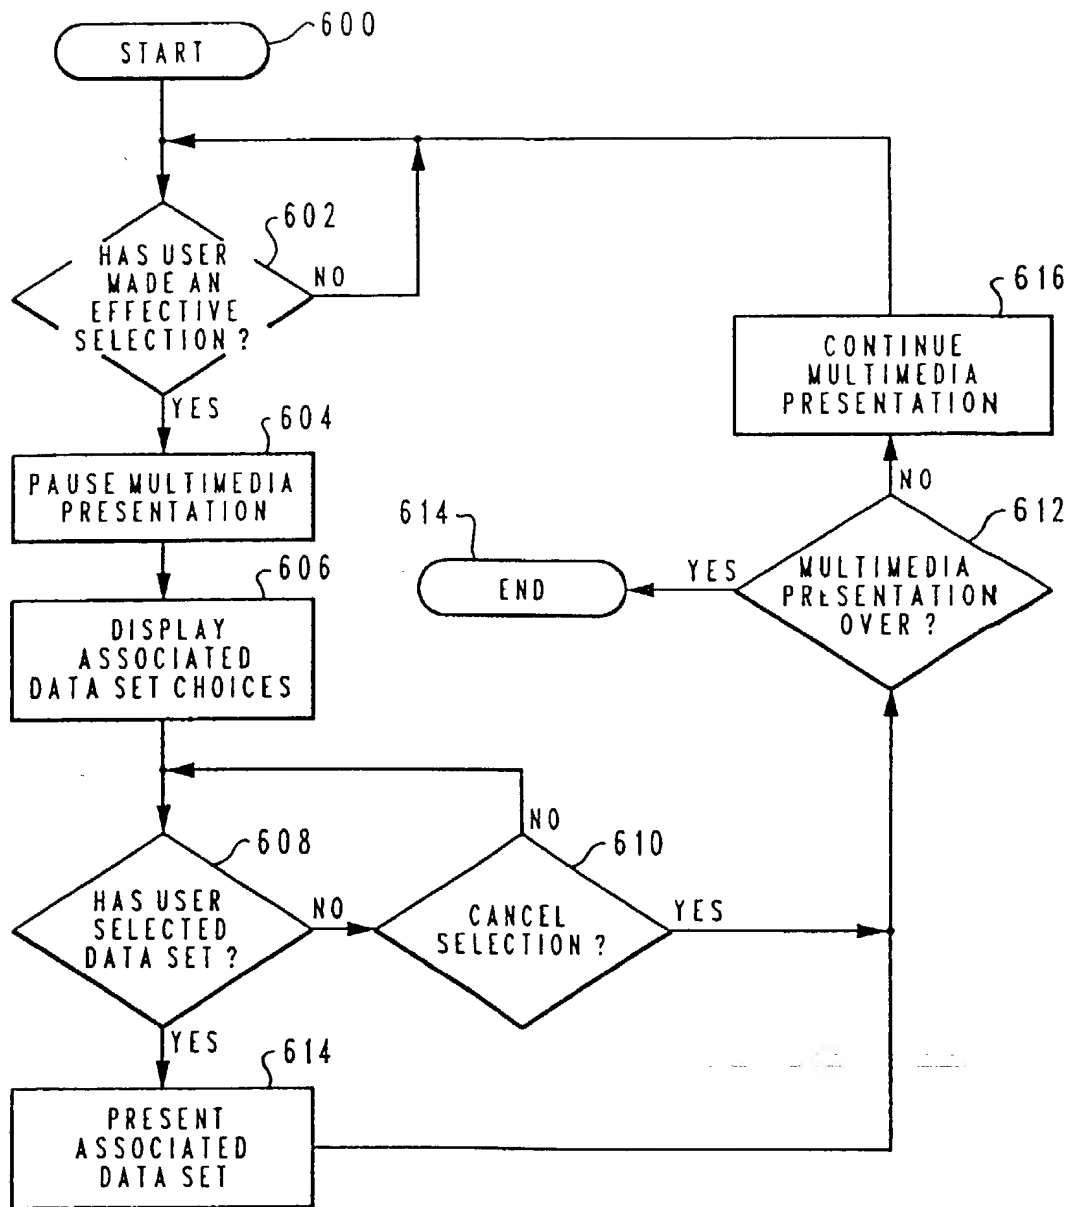 600
START
602
HAS USER
MADE AN
EFFECTIVE
SELECTION?
NO
YES
604
PAUSE MULTIMEDIA
PRESENTATION
606
DISPLAY
ASSOCIATED
DATA SET CHOICES
608
HAS USER
SELECTED
DATA SET?
NO
YES
610
CANCEL
SELECTION?
NO
YES
614
PRESENT
ASSOCIATED
DATA SET
612
MULTIMEDIA
PRESENTATION
OVER?
YES
NO
614
END
616
CONTINUE
MULTIMEDIA
PRESENTATION